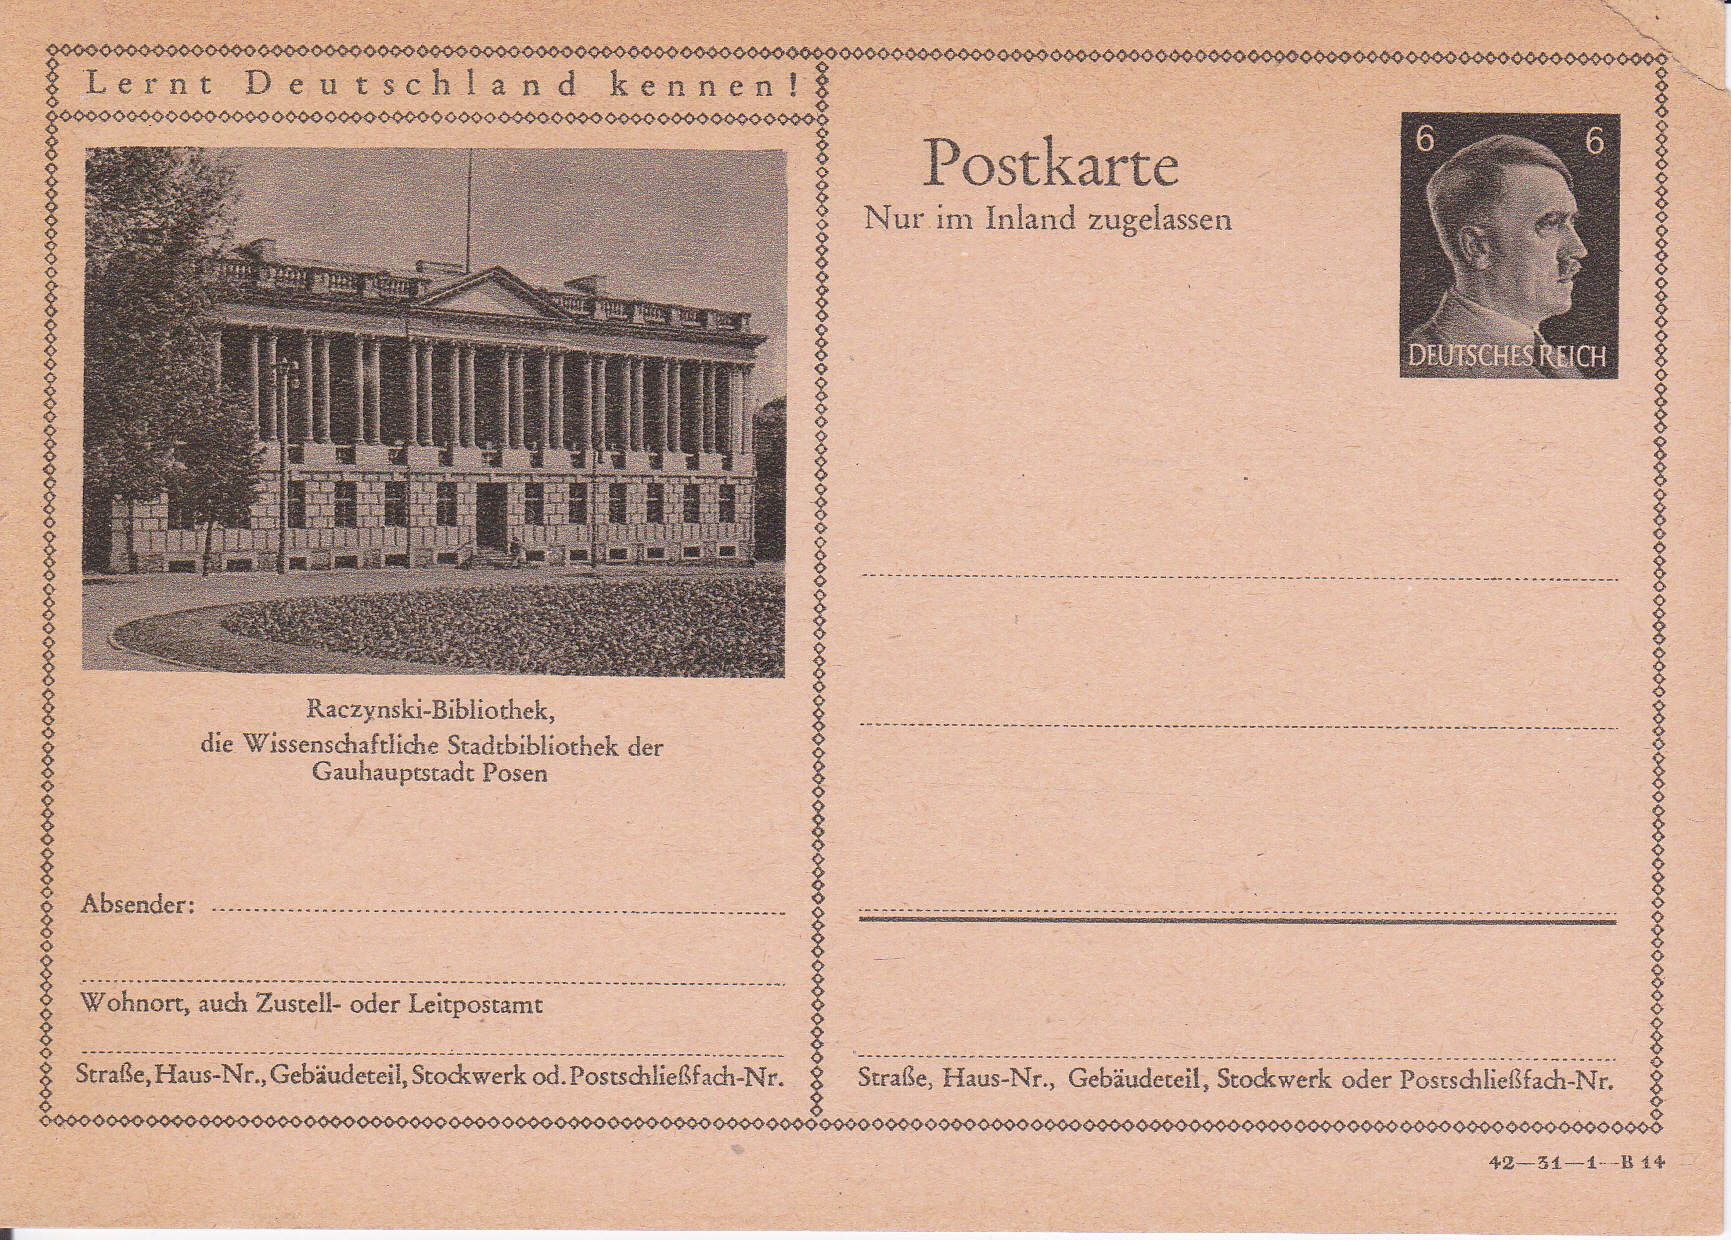 Lernt Deutschland kennen!
Raczynski-Bibliothek,
die Wissenschaftliche Stadtbibliothek der
Gauhauptstadt Posen
Absender:
Wohnort, auch Zustell- oder Leitpostamt
Straße, Haus-Nr., Gebäudeteil, Stockwerk od. Postschließfach-Nr.
Postkarte
Nur im Inland zugelassen
6 6
DEUTSCHES REICH
Straße, Haus-Nr., Gebäudeteil, Stockwerk oder Postschließfach-Nr.
42—31—1—B 14